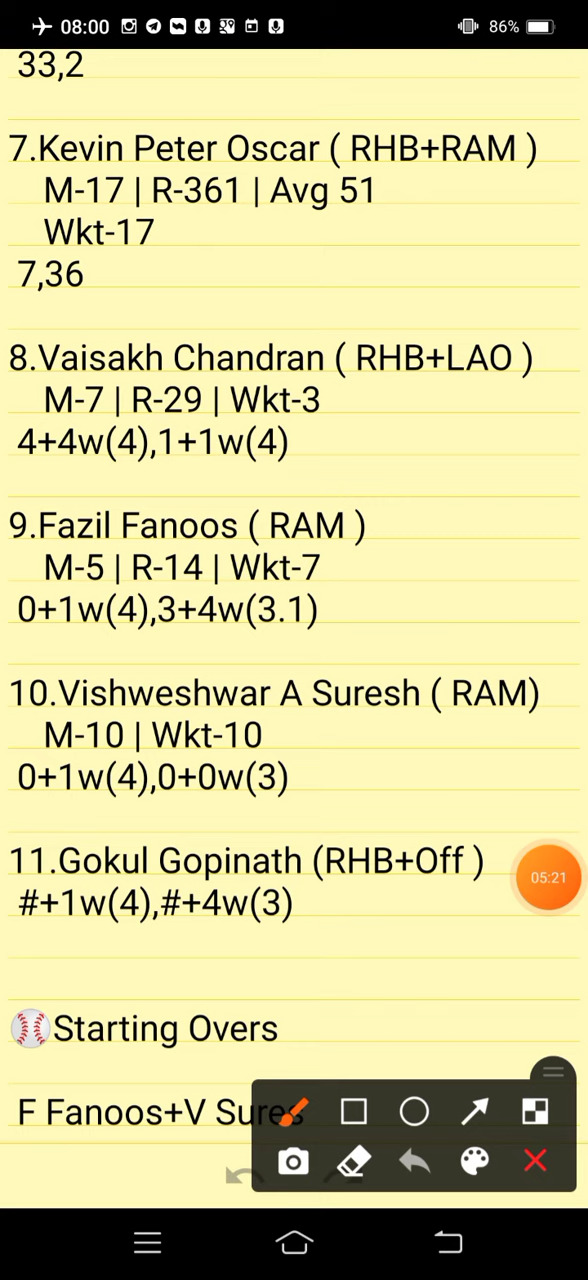 08:00
86%
33,2
7.Kevin Peter Oscar ( RHB+RAM )
M-17 | R-361 | Avg 51
Wkt-17
7,36
8.Vaisakh Chandran ( RHB+LAO )
M-7 | R-29 | Wkt-3
4+4w(4),1+1w(4)
9.Fazil Fanoos ( RAM )
M-5 | R-14 | Wkt-7
0+1w(4),3+4w(3.1)
10.Vishweshwar A Suresh ( RAM)
M-10 | Wkt-10
0+1w(4),0+0w(3)
11.Gokul Gopinath (RHB+Off )
#+1w(4),#+4w(3)
05:21
Starting Overs
F Fanoos+V Sures